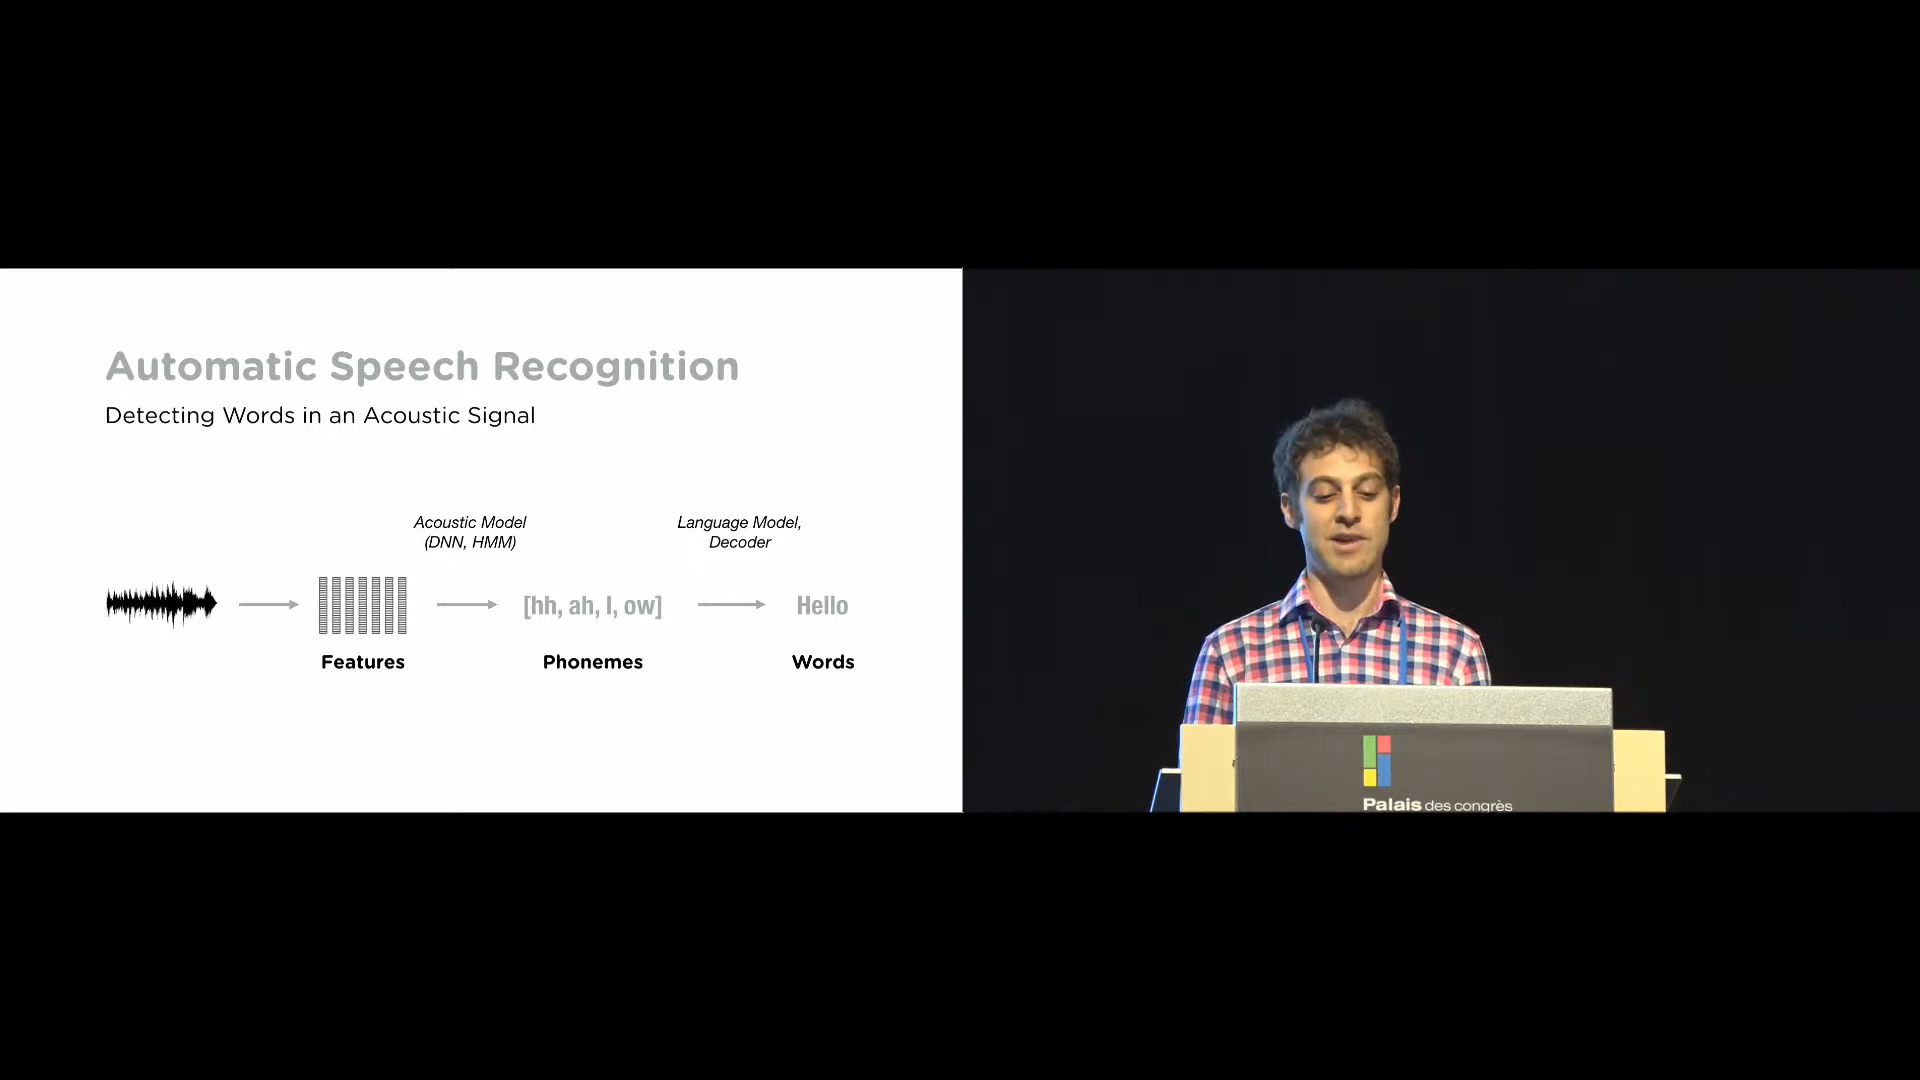 Automatic Speech Recognition
Detecting Words in an Acoustic Signal
Acoustic Model
(DNN, HMM)
Language Model,
Decoder
[hh, ah, l, ow]
Hello
Features
Phonemes
Words
Palais des congrès